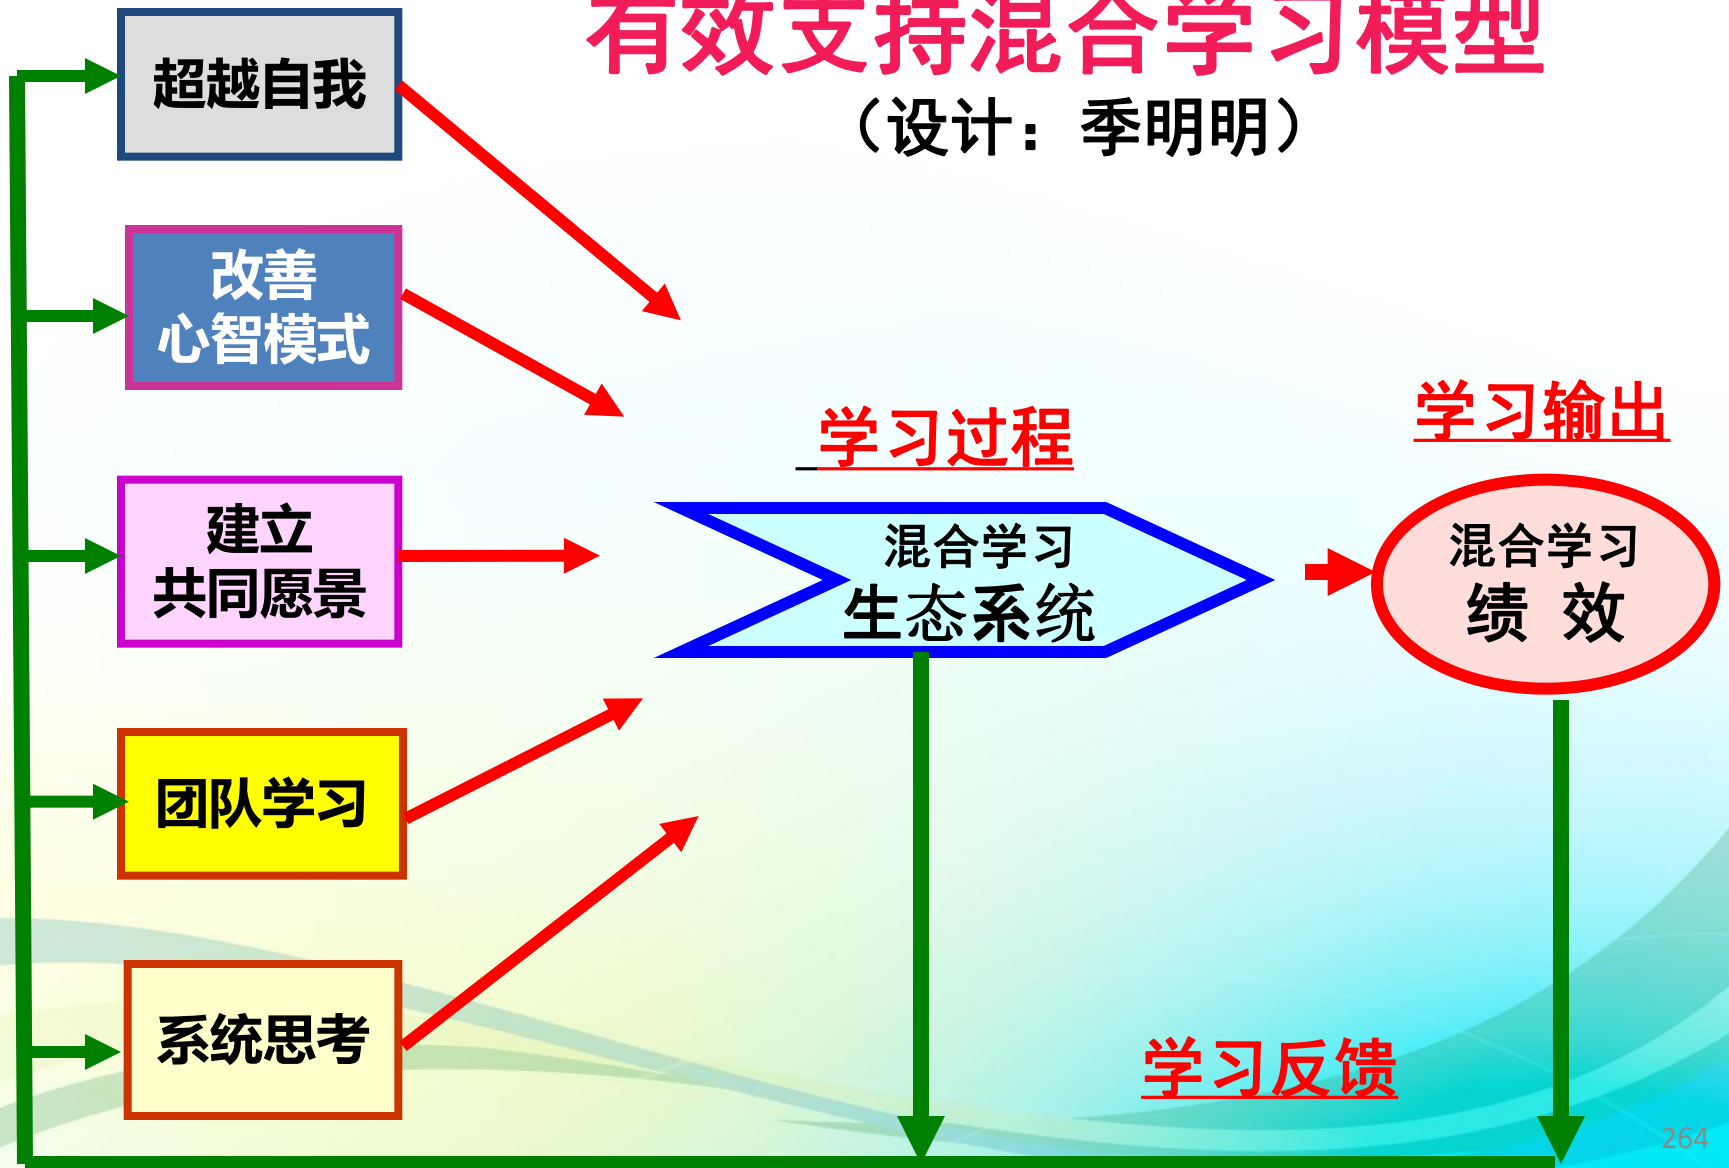 有效支持混合学习模型
（设计：季明明）
超越自我
改善
心智模式
建立
共同愿景
团队学习
系统思考
学习过程
混合学习
生态系统
学习输出
混合学习
绩 效
学习反馈
264